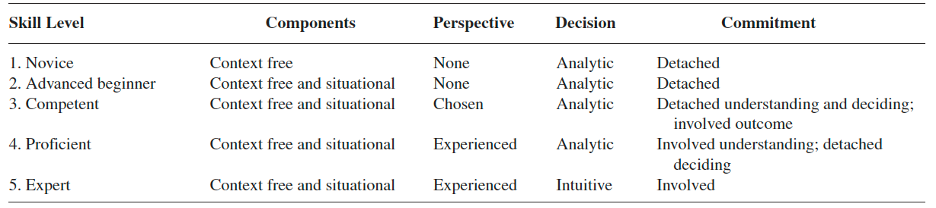 Skill Level Components Perspective Decision Commitment
1. Novice Context free None Analytic Detached
2. Advanced beginner Context free and situational None Analytic Detached
3. Competent Context free and situational Chosen Analytic Detached understanding and deciding;
involved outcome
4. Proficient Context free and situational Experienced Analytic Involved understanding; detached
deciding
5. Expert Context free and situational Experienced Intuitive Involved